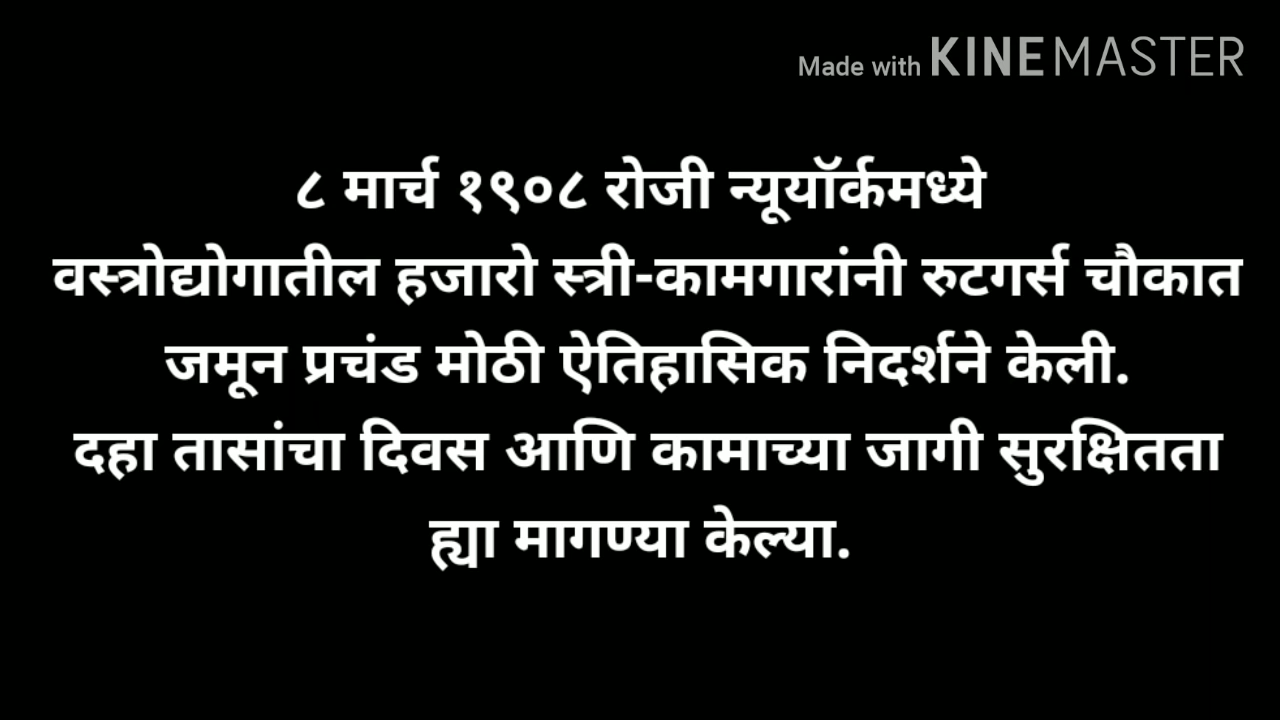 Made with KINEMASTER
८ मार्च १९०८ रोजी न्यूयॉर्कमध्ये
वस्त्रोद्योगातील हजारो स्त्री-कामगारांनी रुटगर्स चौकात
जमून प्रचंड मोठी ऐतिहासिक निदर्शने केली.
दहा तासांचा दिवस आणि कामाच्या जागी सुरक्षितता
ह्या मागण्या केल्या.